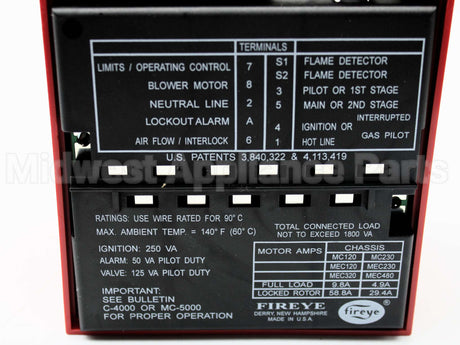 TERMINALS
LIMITS / OPERATING CONTROL 7 S1 FLAME DETECTOR
S2 FLAME DETECTOR
BLOWER MOTOR 8 3 PILOT OR 1ST STAGE
NEUTRAL LINE 2 5 MAIN OR 2ND STAGE
LOCKOUT ALARM A 4 IGNITION OR INTERRUPTED GAS PILOT
AIR FLOW / INTERLOCK 6 1 HOT LINE
U.S. PATENTS 3,840,322 & 4,113,419
Midwest Appliance Parts
RATINGS: USE WIRE RATED FOR 90° C
MAX. AMBIENT TEMP. = 140° F (60° C)
TOTAL CONNECTED LOAD
NOT TO EXCEED 1800 VA
IGNITION: 250 VA
ALARM: 50 VA PILOT DUTY
VALVE: 125 VA PILOT DUTY
IMPORTANT:
SEE BULLETIN
C-4000 OR MC-5000
FOR PROPER OPERATION
MOTOR AMPS CHASSIS
MC120 MC230
MEC120 MEC230
MEC320 MEC480
FULL LOAD 9.8A 4.9A
LOCKED ROTOR 58.8A 29.4A
FIREYE
DERRY, NEW HAMPSHIRE
MADE IN U.S.A.
fireye